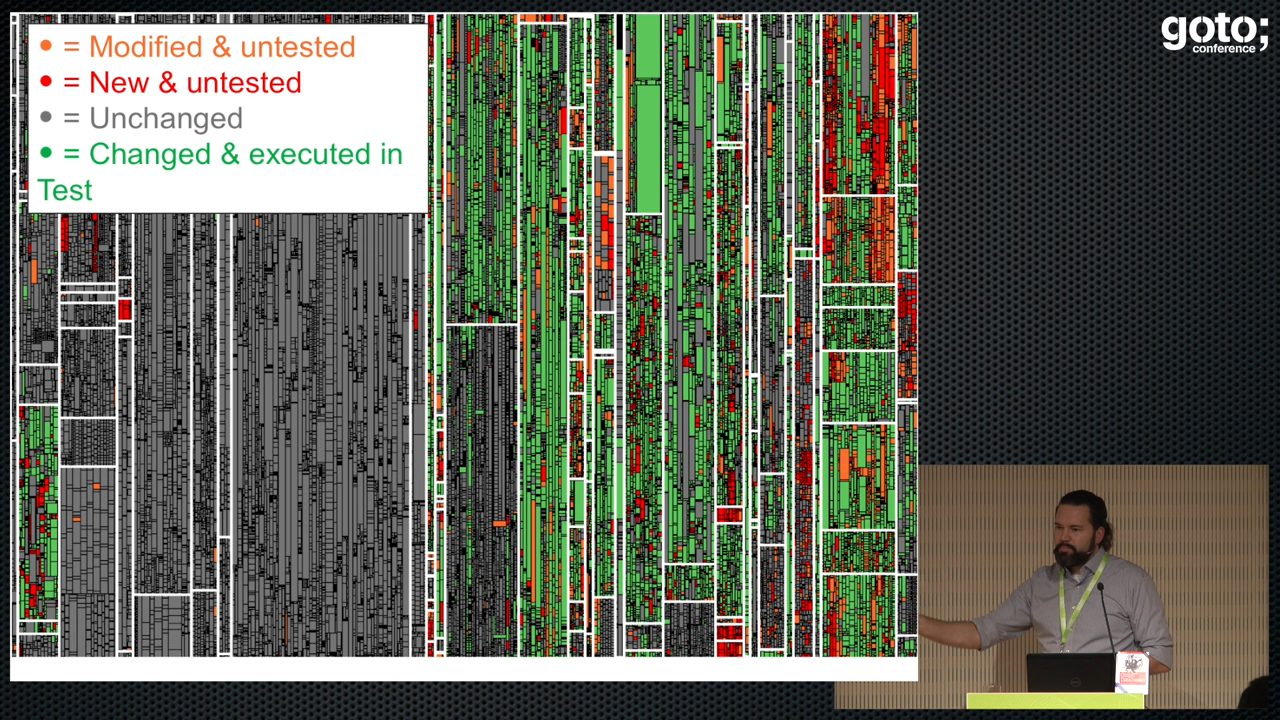 • = Modified & untested
• = New & untested
• = Unchanged
• = Changed & executed in
Test
goto;
conference